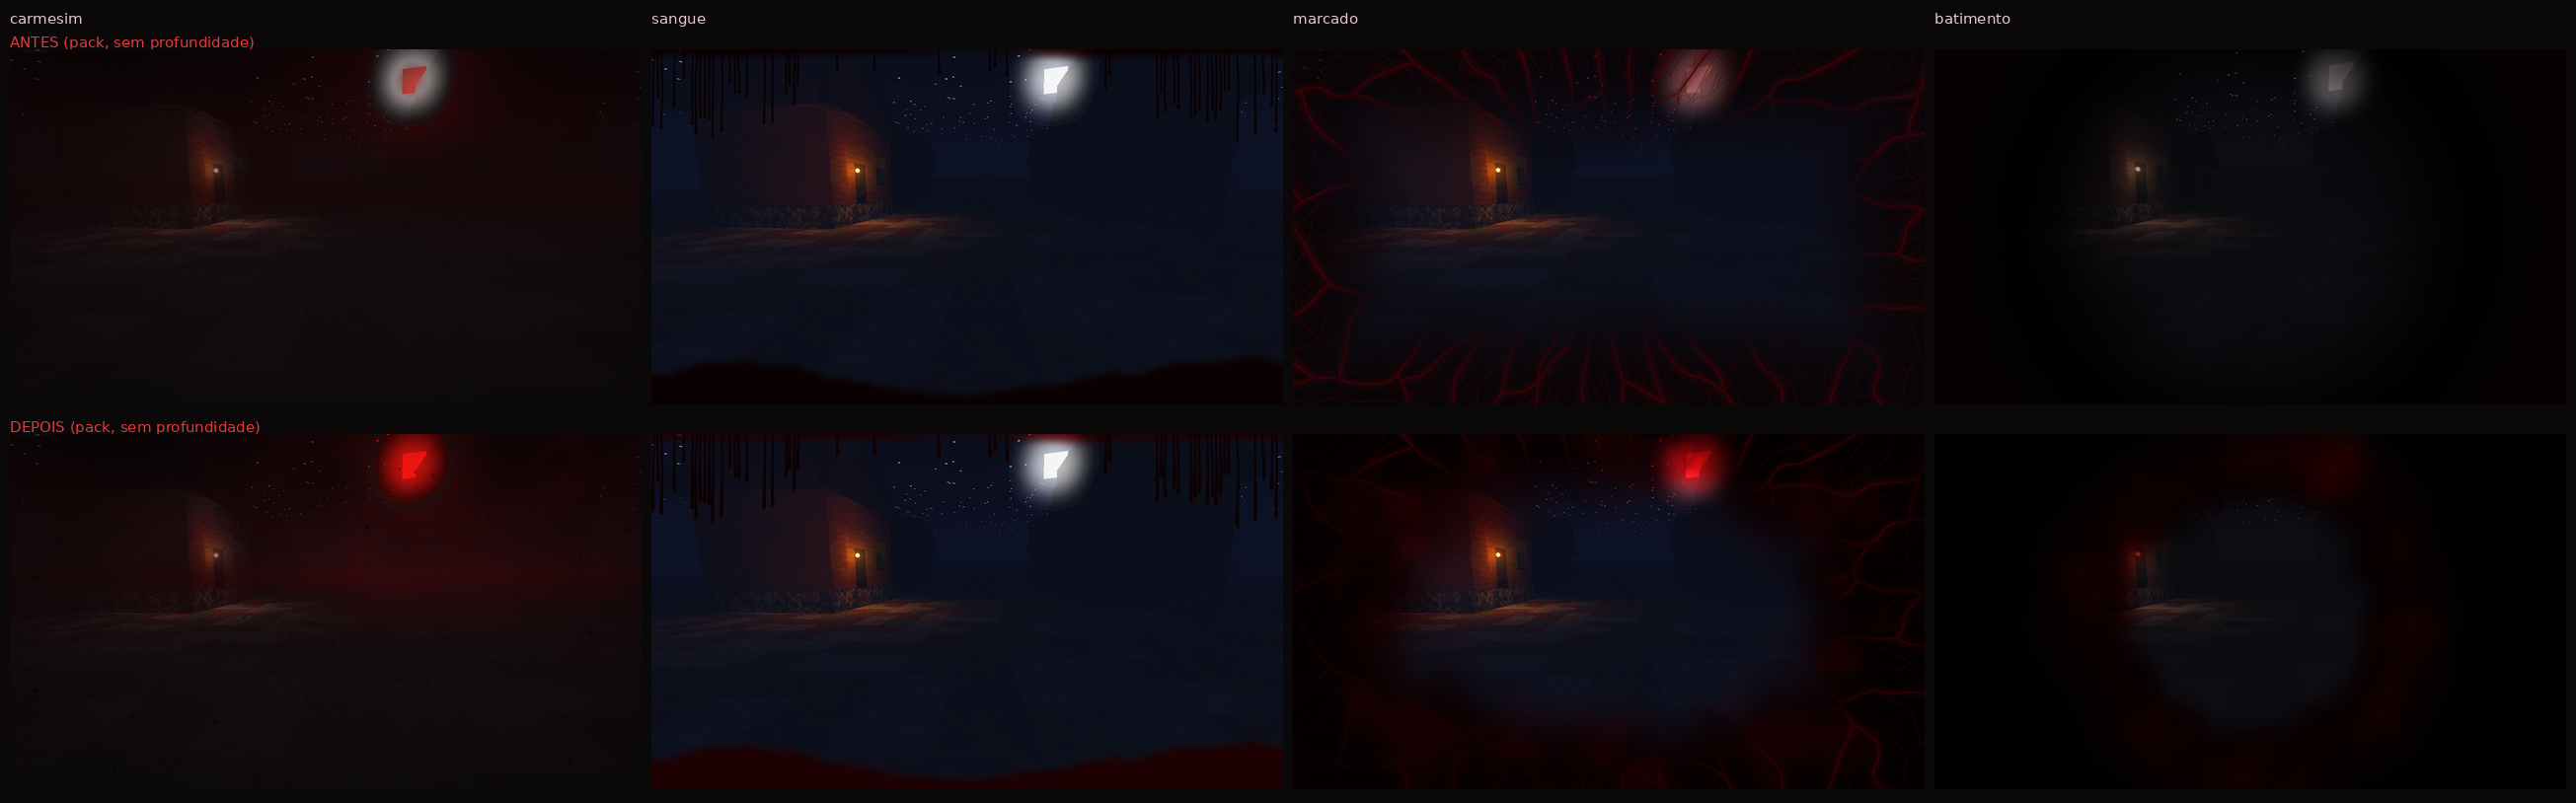 carmesim
sangue
marcado
batimento
ANTES (pack, sem profundidade)
DEPOIS (pack, sem profundidade)